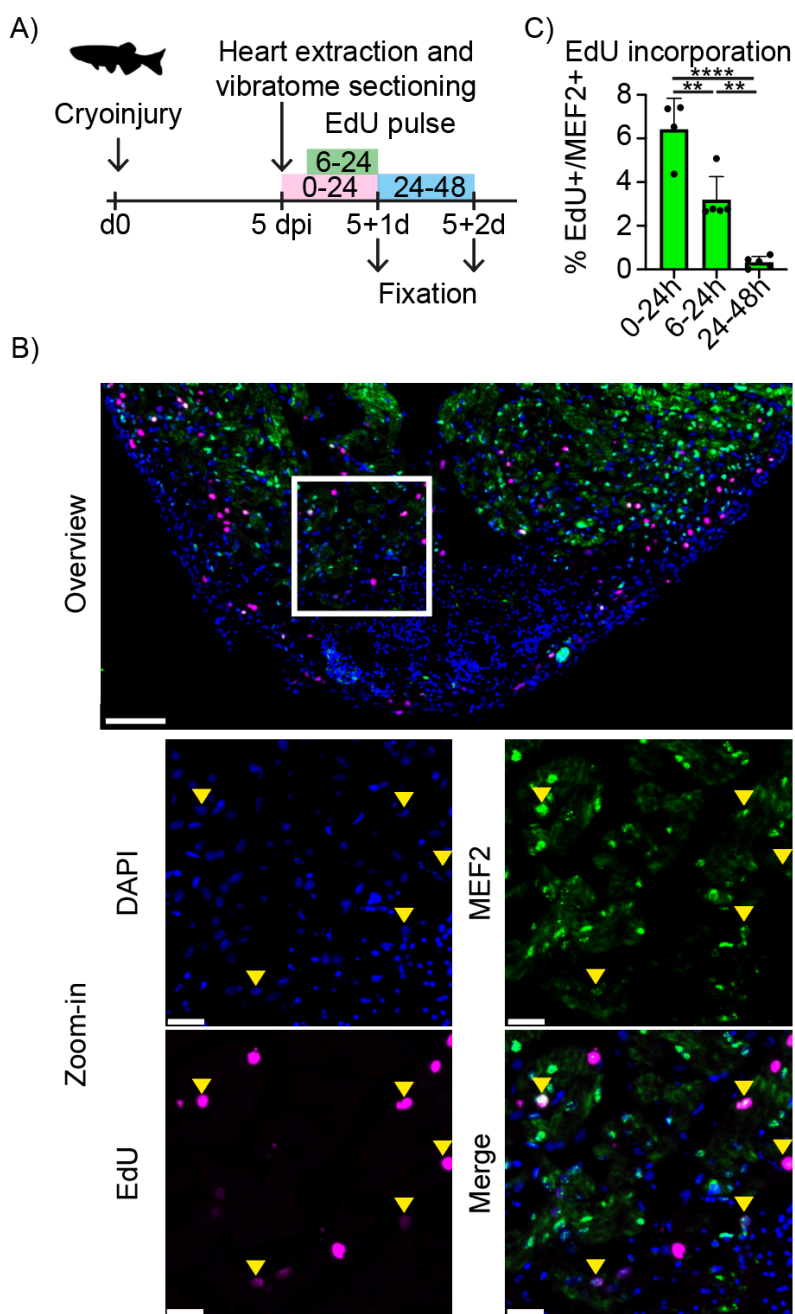 A)
Cryoinjury
Heart extraction and
vibratome sectioning
EdU pulse
6-24
0-24
24-48
d0
5 dpi
5+1d
5+2d
Fixation
C)
EdU incorporation
****
** **
% EdU+/MEF2+
8
6
4
2
0
0-24h
6-24h
24-48h
B)
Overview
Zoom-in
DAPI
MEF2
EdU
Merge